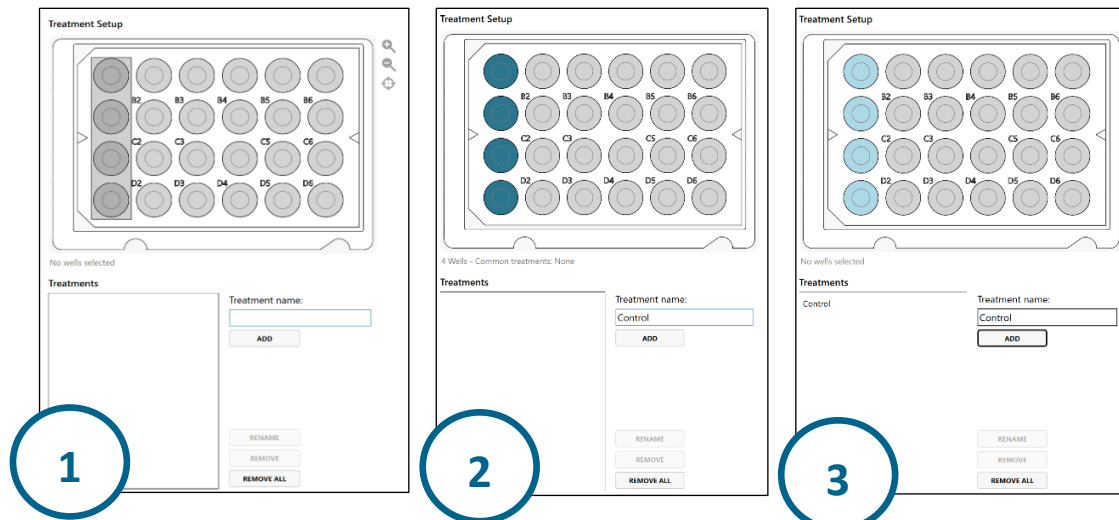 Treatment Setup
B2 B3 B4 B5 B6
C2 C3 C5 C6
D2 D3 D4 D5 D6
No wells selected
Treatments
Treatment name:
ADD
RENAME
REMOVE
REMOVE ALL
1
Treatment Setup
B2 B3 B4 B5 B6
C2 C3 C5 C6
D2 D3 D4 D5 D6
4 Wells - Common treatments: None
Treatments
Treatment name:
Control
ADD
RENAME
REMOVE
REMOVE ALL
2
Treatment Setup
B2 B3 B4 B5 B6
C2 C3 C5 C6
D2 D3 D4 D5 D6
No wells selected
Treatments
Control
Treatment name:
Control
ADD
RENAME
REMOVE
REMOVE ALL
3